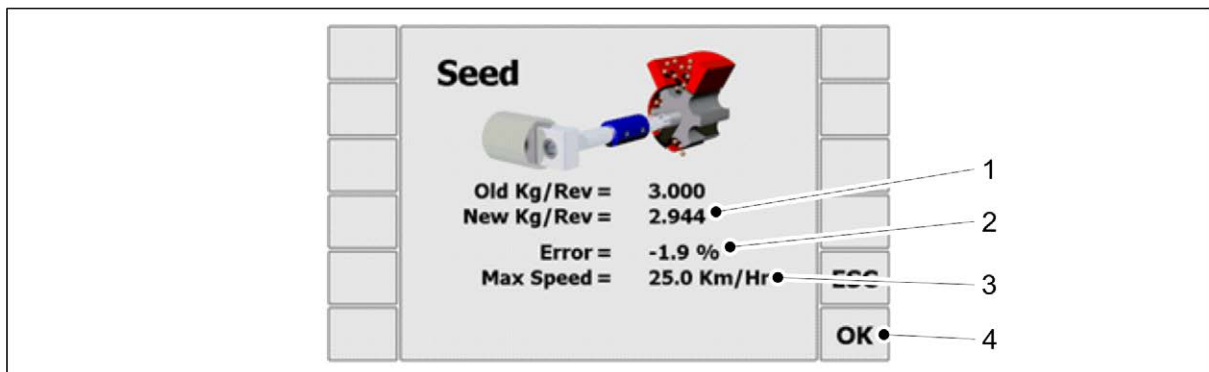 Seed
Old Kg/Rev = 3.000
New Kg/Rev = 2.944
Error = -1.9 %
Max Speed = 25.0 Km/Hr
ESC
OK
1
2
3
4